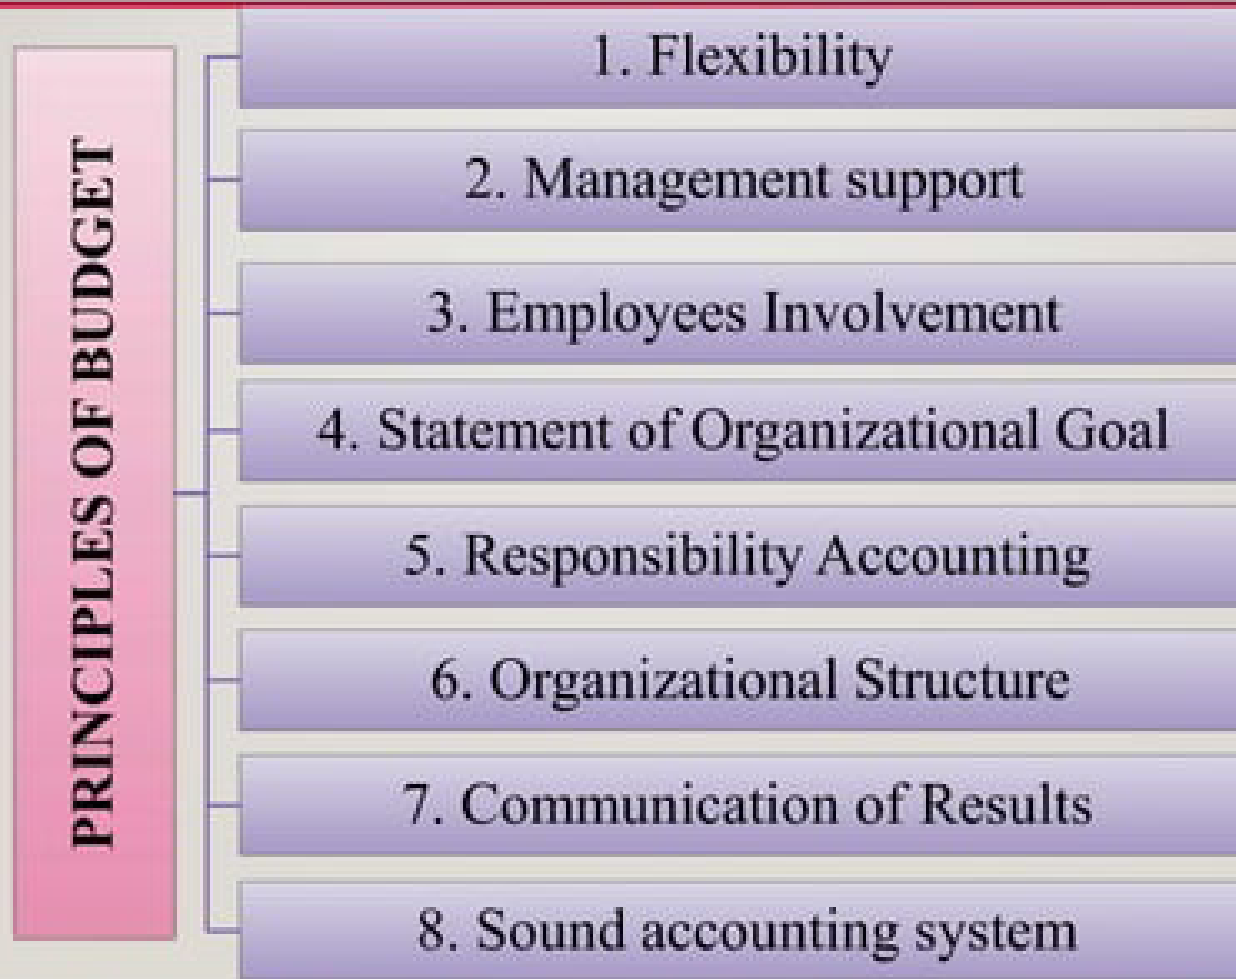 PRINCIPLES OF BUDGET
1. Flexibility
2. Management support
3. Employees Involvement
4. Statement of Organizational Goal
5. Responsibility Accounting
6. Organizational Structure
7. Communication of Results
8. Sound accounting system